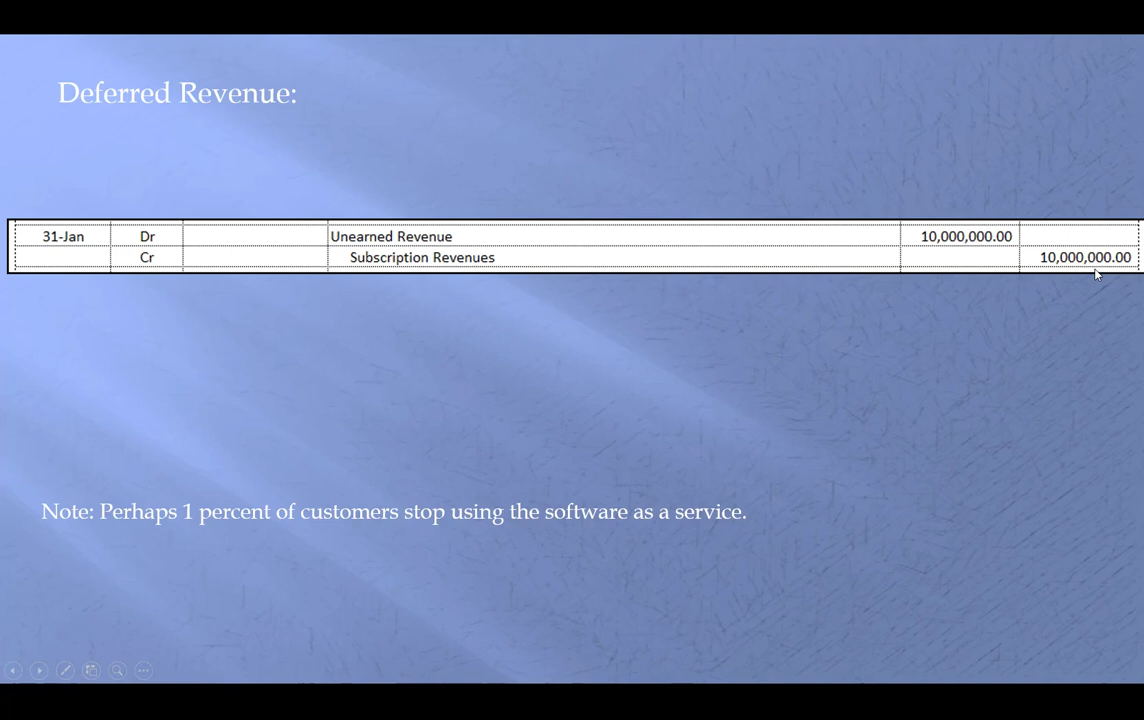 Deferred Revenue:
31-Jan Dr Unearned Revenue 10,000,000.00
Cr Subscription Revenues 10,000,000.00
Note: Perhaps 1 percent of customers stop using the software as a service.